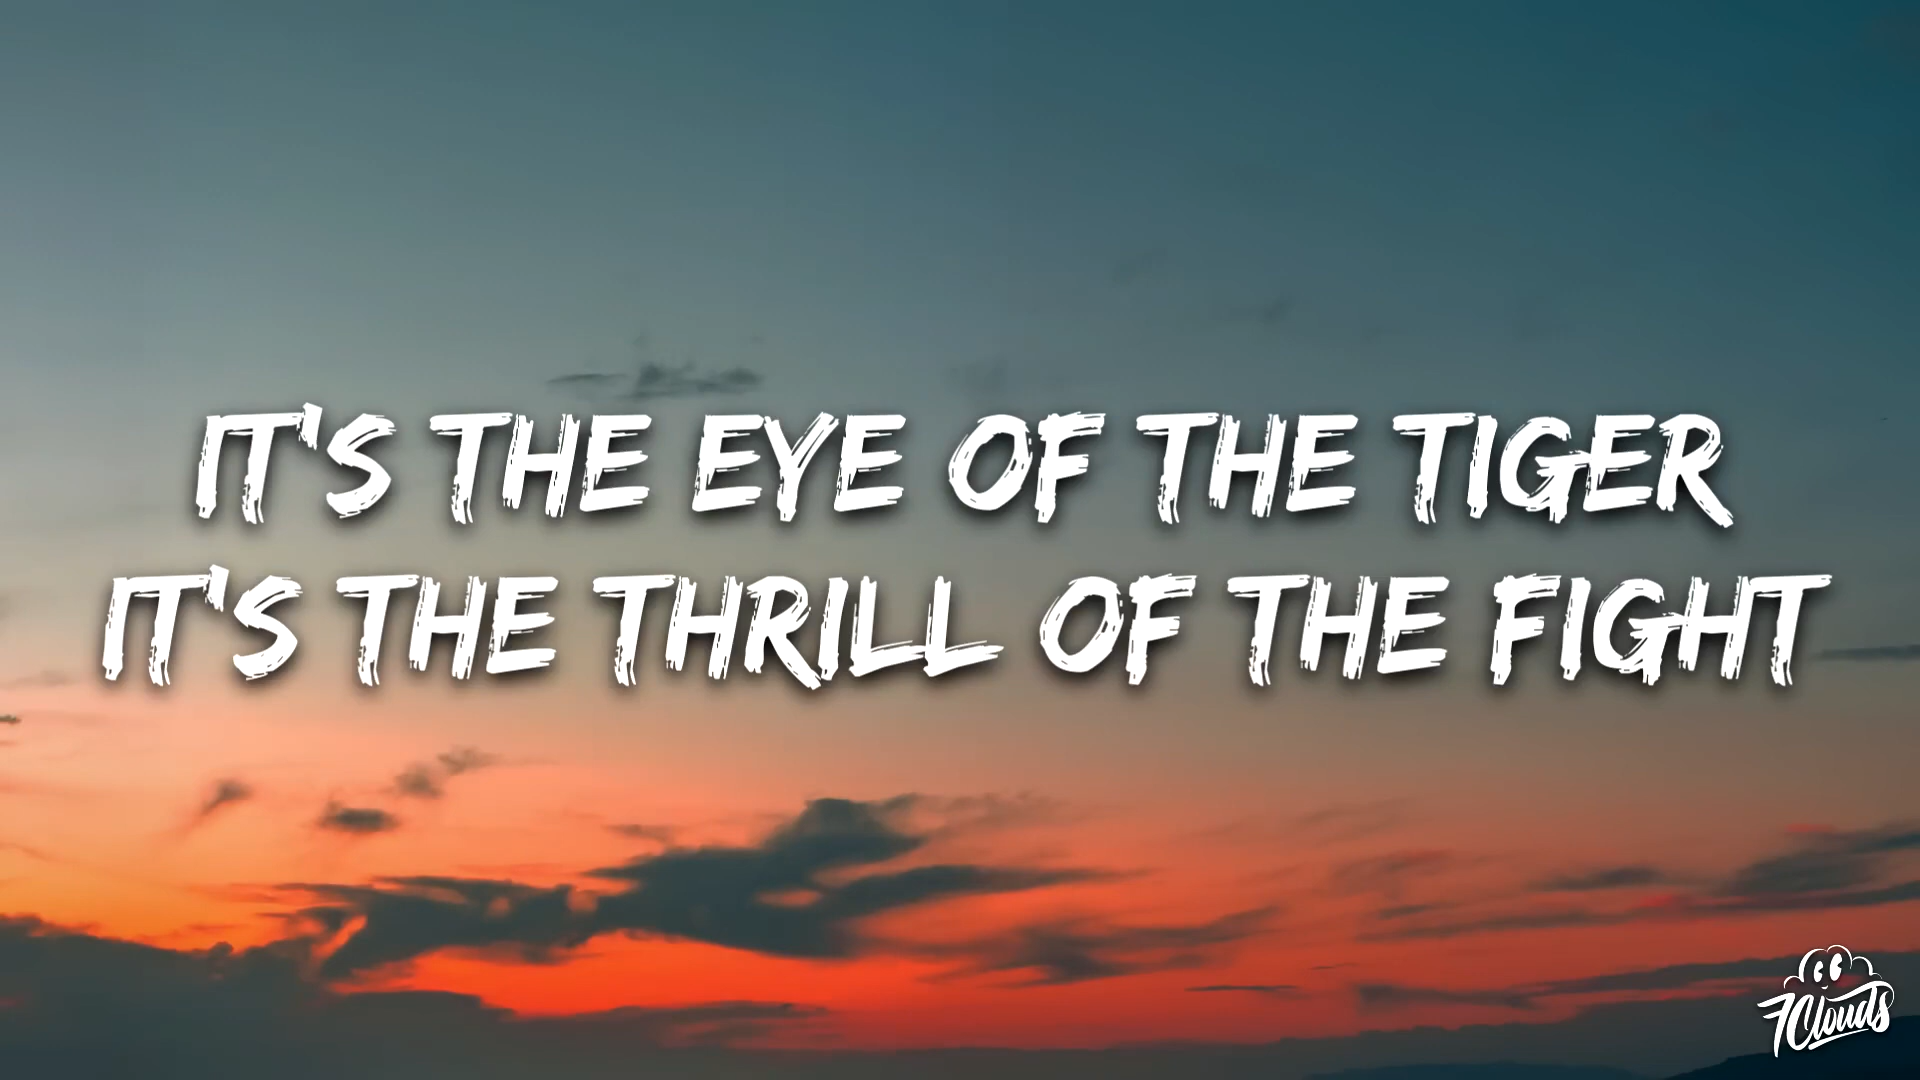 IT'S THE EYE OF THE TIGER
IT'S THE THRILL OF THE FIGHT
7Clouds